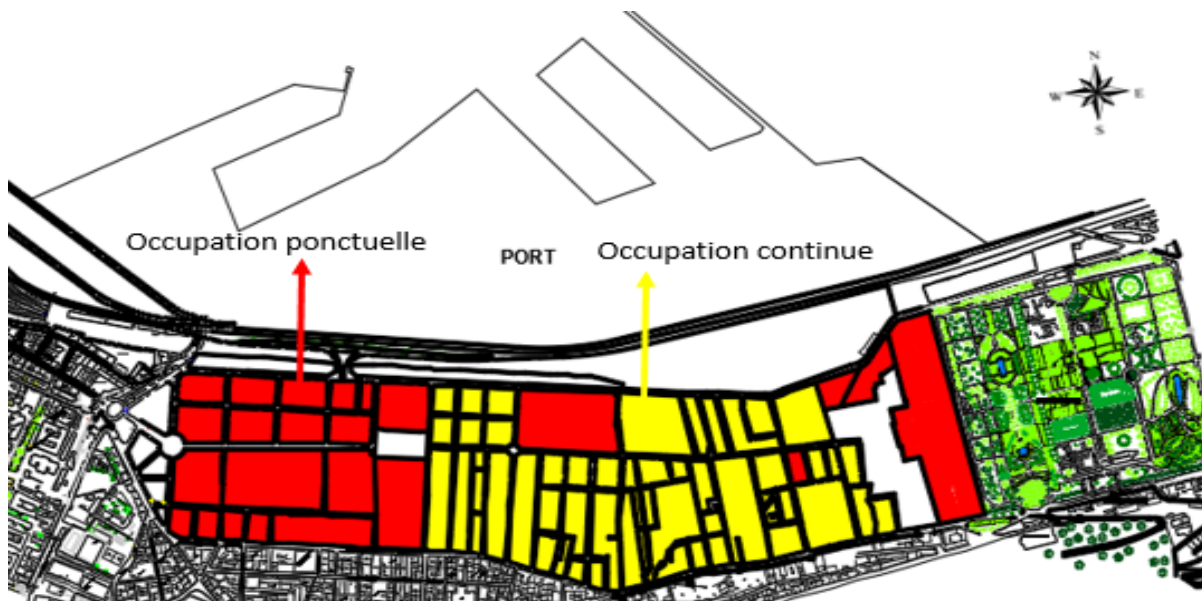 N
W E
S
Occupation ponctuelle
PORT
Occupation continue